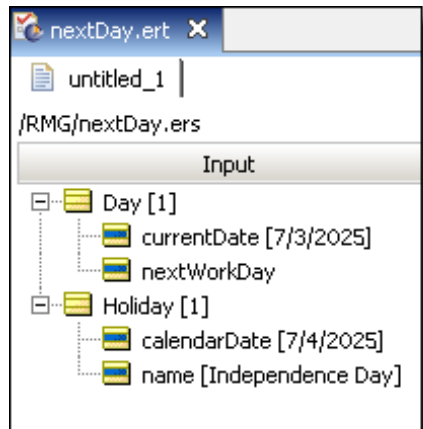 nextDay.ert
untitled_1
/RMG/nextDay.ers
Input
Day [1]
currentDate [7/3/2025]
nextWorkDay
Holiday [1]
calendarDate [7/4/2025]
name [Independence Day]